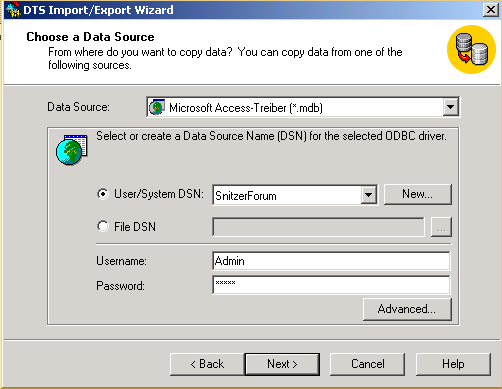 DTS Import/Export Wizard
Choose a Data Source
From where do you want to copy data? You can copy data from one of the
following sources.
Data Source: Microsoft Access-Treiber (*.mdb)
Select or create a Data Source Name (DSN) for the selected ODBC driver.
User/System DSN: SnitzerForum New...
File DSN ...
Username: Admin
Password: *****
Advanced...
< Back Next > Cancel Help